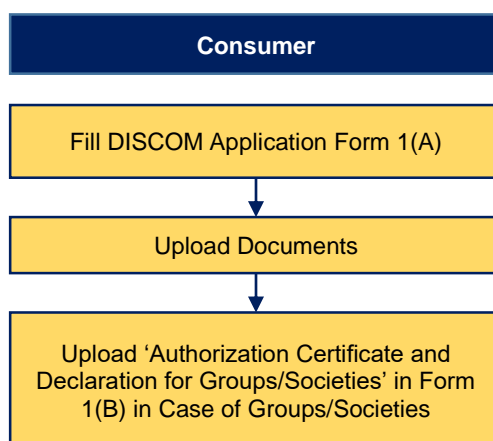 Consumer
Fill DISCOM Application Form 1(A)
Upload Documents
Upload ‘Authorization Certificate and
Declaration for Groups/Societies’ in Form
1(B) in Case of Groups/Societies